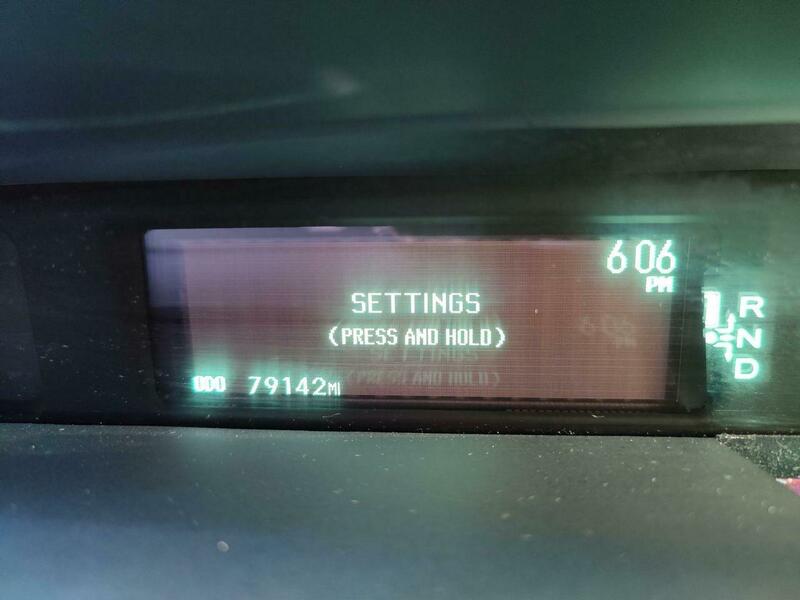 6:06
PM
SETTINGS
(PRESS AND HOLD)
ODO 79142MI
R
N
D